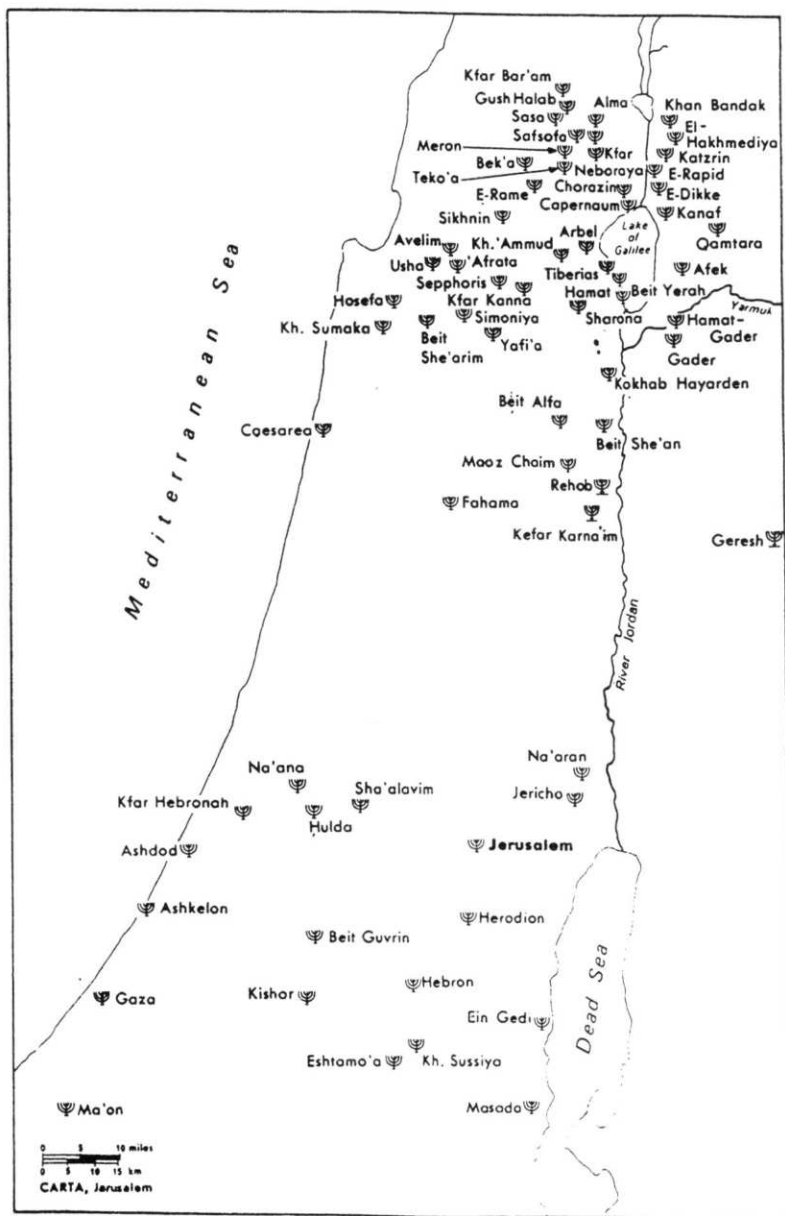 Kfar Bar'am
Gush Halab
Alma
Khan Bandak
Sasa
El-
Hakhmediya
Safsofa
Meron
Kfar
Neboraya
Katzrin
Bek'a
Teko'a
E-Rapid
E-Rame
Chorazin
E-Dikke
Capernaum
Kanaf
Sikhnin
Lake
of
Galilee
Qamtara
Arbel
Avelim
Kh.'Ammud
Usha
'Afrata
Tiberias
Afek
Sepphoris
Hamat
Beit Yerah
Hosefa
Kfar Kanna
Yarmuk
Simoniya
Sharona
Hamat-
Gader
Kh. Sumaka
Beit
She'arim
Yafi'a
Gader
Kokhab Hayarden
Mediterranean Sea
Beit Alfa
Caesarea
Beit She'an
Maoz Chaim
Rehob
Fahama
Kefar Karna'im
Geresh
River Jordan
Na'aran
Na'ana
Sha'alavim
Jericho
Kfar Hebronah
Hulda
Ashdod
Jerusalem
Ashkelon
Herodion
Beit Guvrin
Dead Sea
Hebron
Gaza
Kishor
Ein Gedi
Eshtamo'a
Kh. Sussiya
Ma'on
Masada
0 5 10 miles
0 5 10 15 km
CARTA, Jerusalem